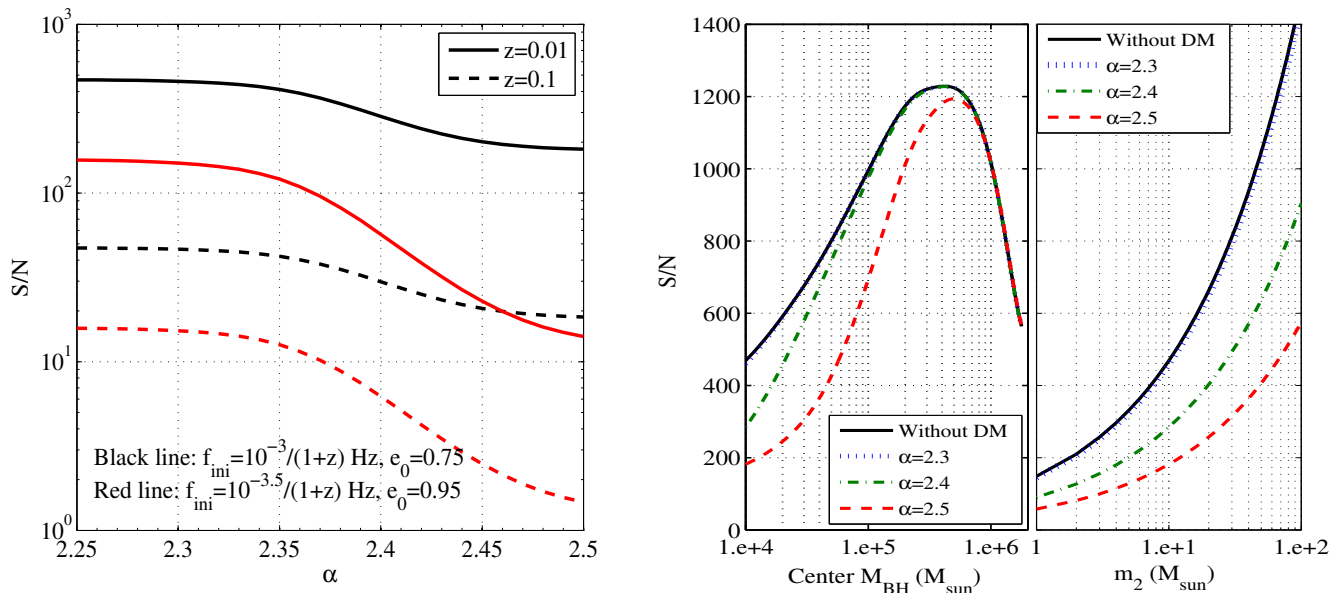 10^3
10^2
10^1
10^0
S/N
2.25 2.3 2.35 2.4 2.45 2.5
α
z=0.01
z=0.1
Black line: f_ini=10^−3/(1+z) Hz, e_0=0.75
Red line: f_ini=10^−3.5/(1+z) Hz, e_0=0.95
1400
1200
1000
800
600
400
200
0
S/N
1.e+4 1.e+5 1.e+6
Center M_BH (M_sun)
Without DM
α=2.3
α=2.4
α=2.5
Without DM
α=2.3
α=2.4
α=2.5
1 1.e+1 1.e+2
m_2 (M_sun)